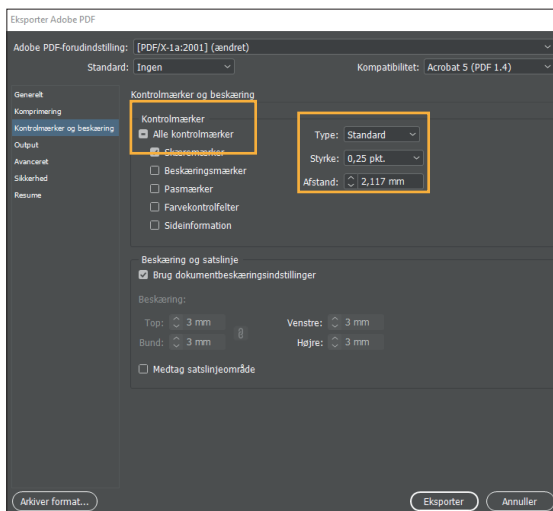 Eksporter Adobe PDF
Adobe PDF-forudindstilling: [PDF/X-1a:2001] (ændret)
Standard: Ingen Kompatibilitet: Acrobat 5 (PDF 1.4)
Generelt
Komprimering
Kontrolmærker og beskæring
Output
Avanceret
Sikkerhed
Resume
Kontrolmærker og beskæring
Kontrolmærker
Alle kontrolmærker
Skæremærker
Beskæringsmærker
Pasmærker
Farvekontrolfelter
Sideinformation
Type: Standard
Styrke: 0,25 pkt.
Afstand: 2,117 mm
Beskæring og satslinje
Brug dokumentbeskæringsindstillinger
Beskæring:
Top: 3 mm Venstre: 3 mm
Bund: 3 mm Højre: 3 mm
Medtag satslinjeområde
Arkiver format... Eksporter Annuller